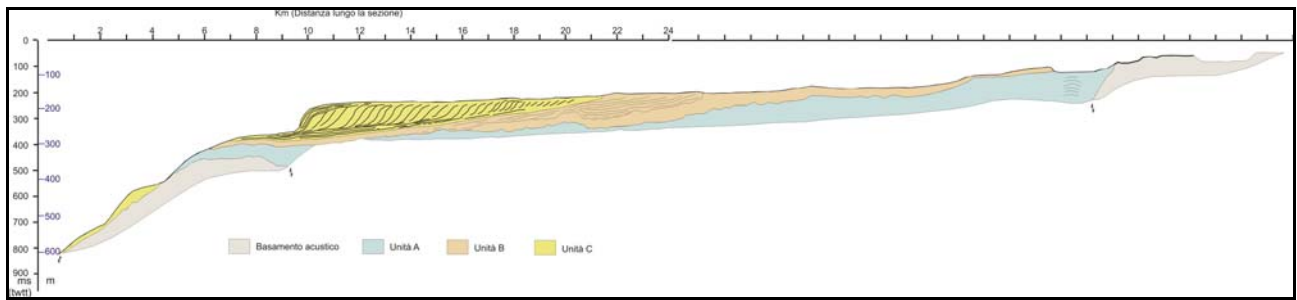 Km (Distanza lungo la sezione)
2 4 6 8 10 12 14 16 18 20 22 24
0
100
200
300
400
500
600
700
800
900
ms
(twtt)
-100
-200
-300
-400
-500
-600
m
Basamento acustico
Unità A
Unità B
Unità C